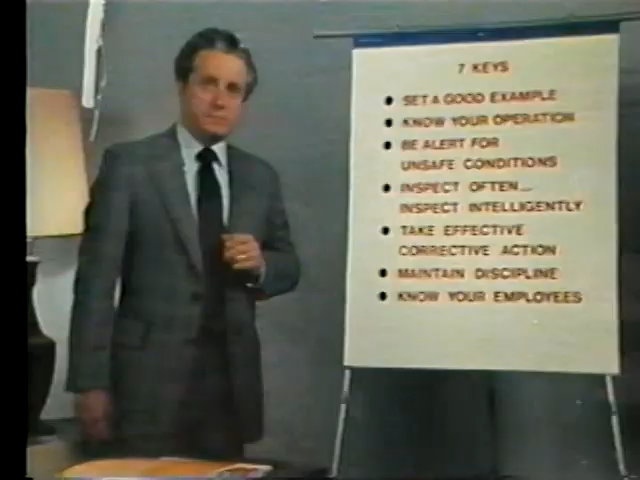 7 KEYS
● SET A GOOD EXAMPLE
● KNOW YOUR OPERATION
● BE ALERT FOR
UNSAFE CONDITIONS
● INSPECT OFTEN...
INSPECT INTELLIGENTLY
● TAKE EFFECTIVE
CORRECTIVE ACTION
● MAINTAIN DISCIPLINE
● KNOW YOUR EMPLOYEES